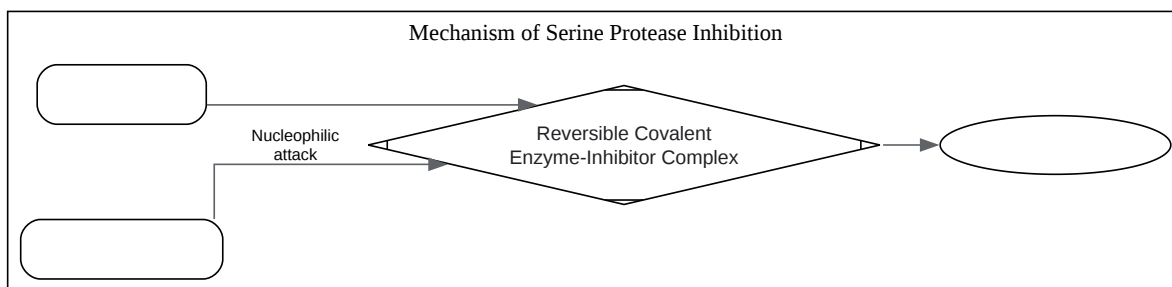 Mechanism of Serine Protease Inhibition
Nucleophilic
attack
Reversible Covalent
Enzyme-Inhibitor Complex